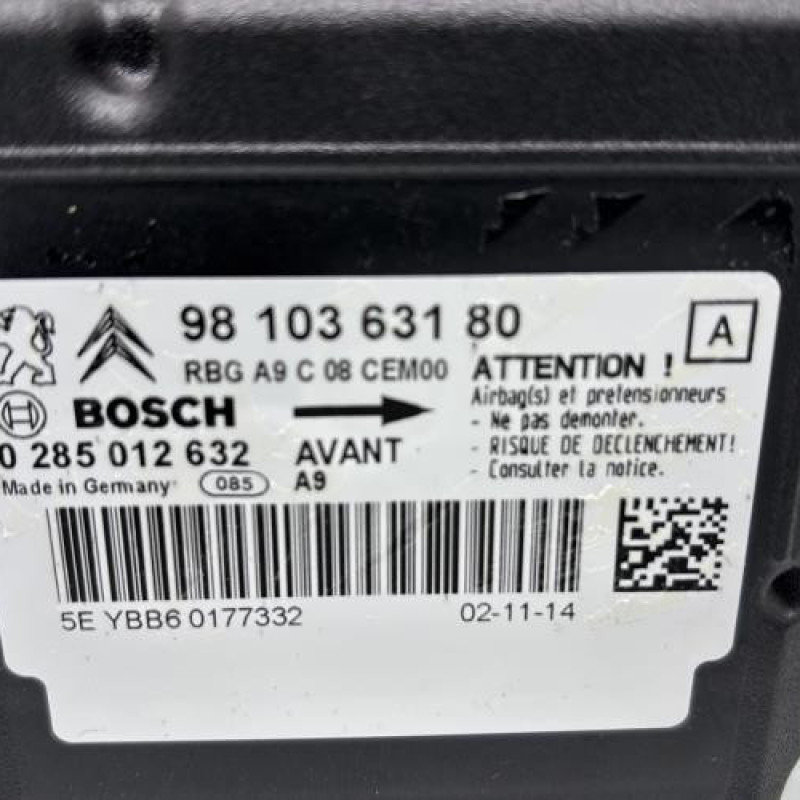 98 103 631 80
A
RBG A9 C 08 CEM00
ATTENTION !
Airbag(s) et pretensionneurs
- Ne pas demonter.
- RISQUE DE DECLENCHEMENT!
- Consulter la notice.
BOSCH
0 285 012 632
AVANT
Made in Germany
085
A9
5E YBB6 0177332
02-11-14